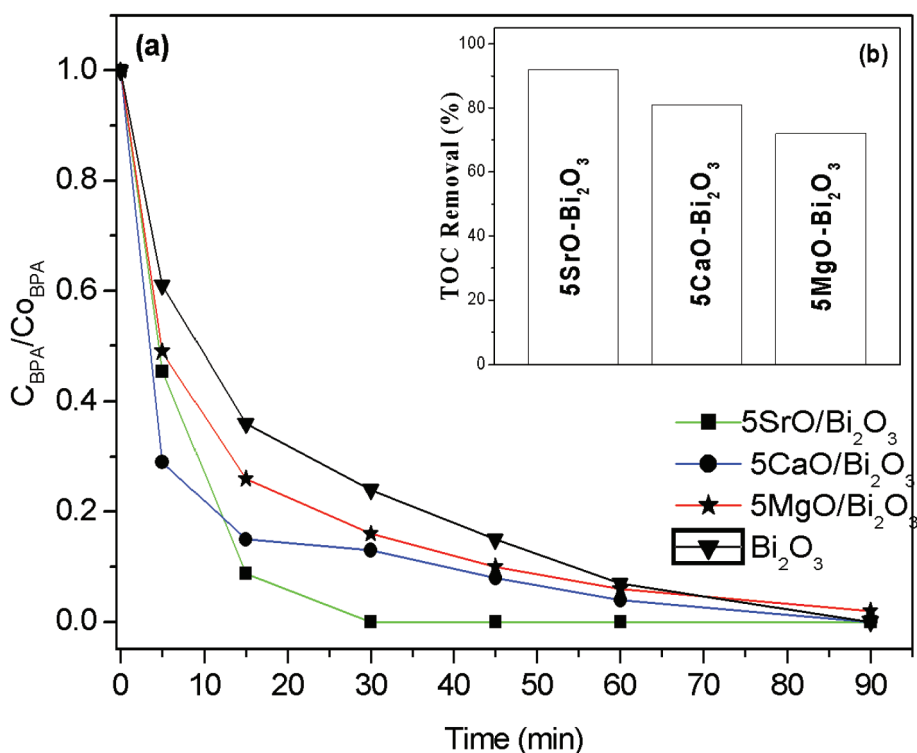 (a)
1.0
0.8
0.6
0.4
0.2
0.0
C_BPA/Co_BPA
0 10 20 30 40 50 60 70 80 90
Time (min)
(b)
100
80
60
40
20
0
TOC Removal (%)
5SrO-Bi₂O₃
5CaO-Bi₂O₃
5MgO-Bi₂O₃
5SrO/Bi₂O₃
5CaO/Bi₂O₃
5MgO/Bi₂O₃
Bi₂O₃